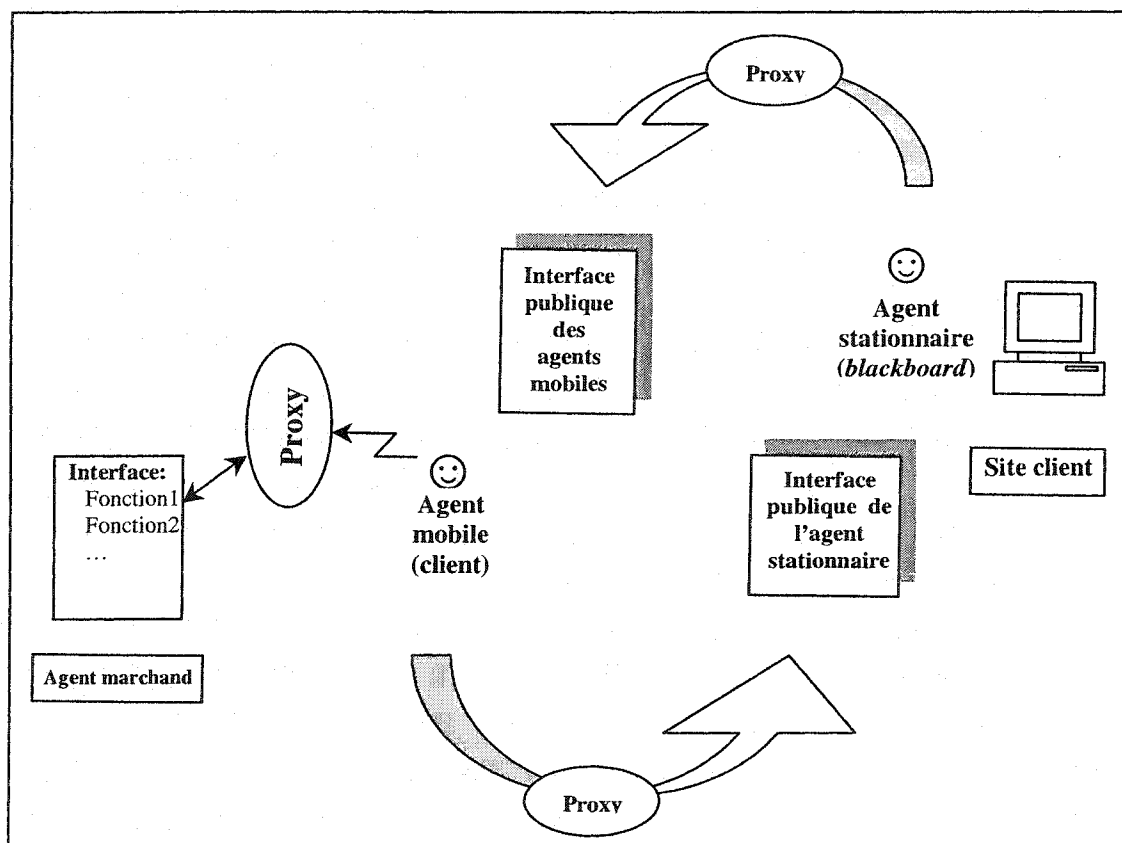 Proxy
Interface
publique
des
agents
mobiles
Agent
stationnaire
(blackboard)
Site client
Proxy
Interface:
Fonction1
Fonction2
...
Agent
mobile
(client)
Interface
publique de
l'agent
stationnaire
Agent marchand
Proxy